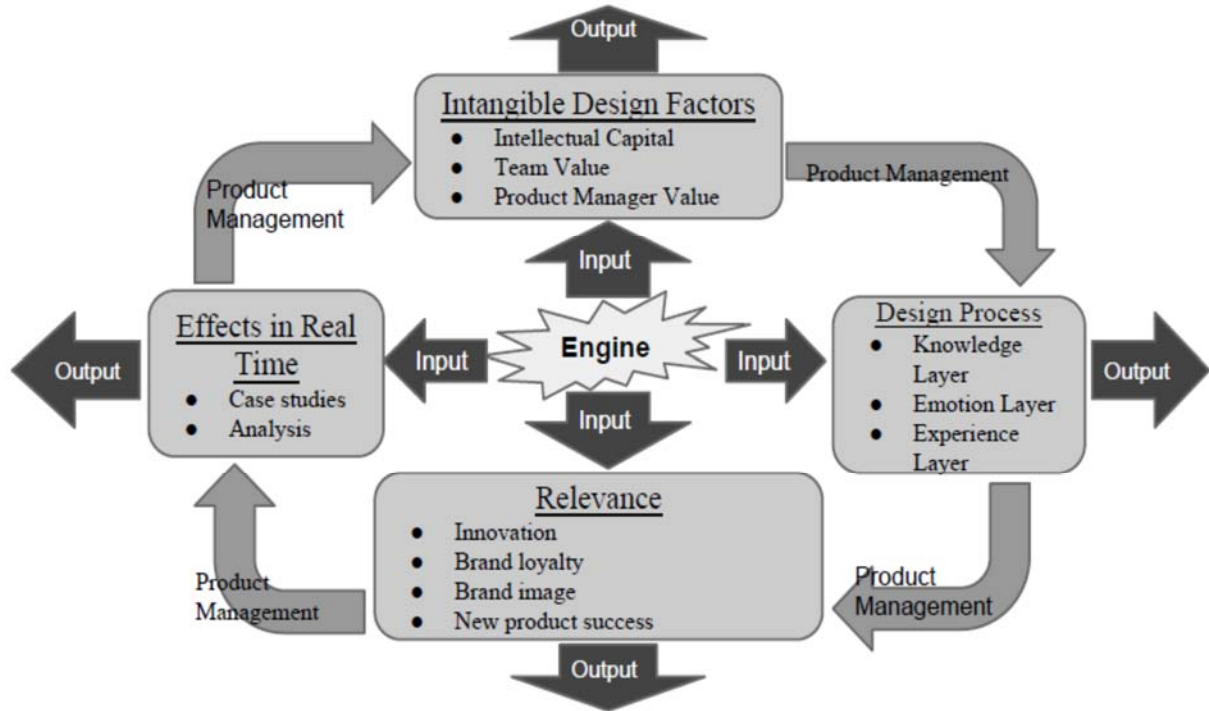 Output
Intangible Design Factors
● Intellectual Capital
● Team Value
● Product Manager Value
Product
Management
Product Management
Input
Effects in Real
Time
● Case studies
● Analysis
Output
Input
Engine
Input
Design Process
● Knowledge
Layer
● Emotion Layer
● Experience
Layer
Output
Input
Relevance
● Innovation
● Brand loyalty
● Brand image
● New product success
Product
Management
Product
Management
Output